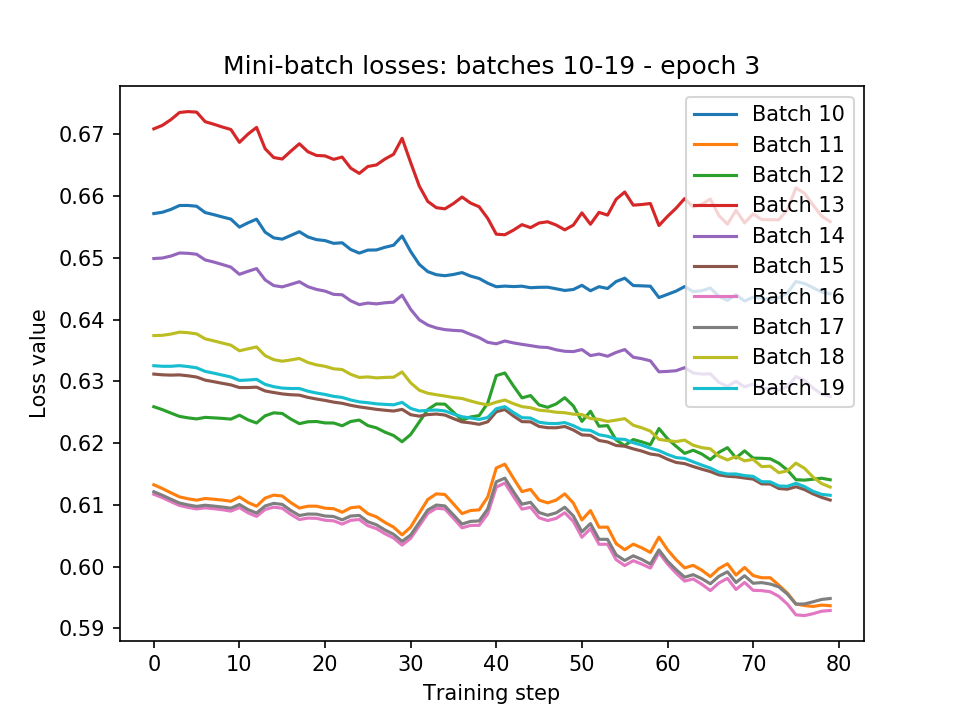 Mini-batch losses: batches 10-19 - epoch 3
Loss value
0.67
0.66
0.65
0.64
0.63
0.62
0.61
0.60
0.59
Batch 10
Batch 11
Batch 12
Batch 13
Batch 14
Batch 15
Batch 16
Batch 17
Batch 18
Batch 19
0 10 20 30 40 50 60 70 80
Training step